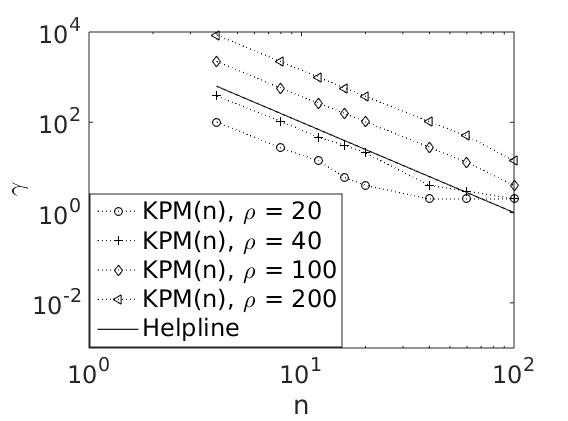 10^4
10^2
10^0
10^-2
γ
KPM(n), ρ = 20
KPM(n), ρ = 40
KPM(n), ρ = 100
KPM(n), ρ = 200
Helpline
10^0 10^1 10^2
n